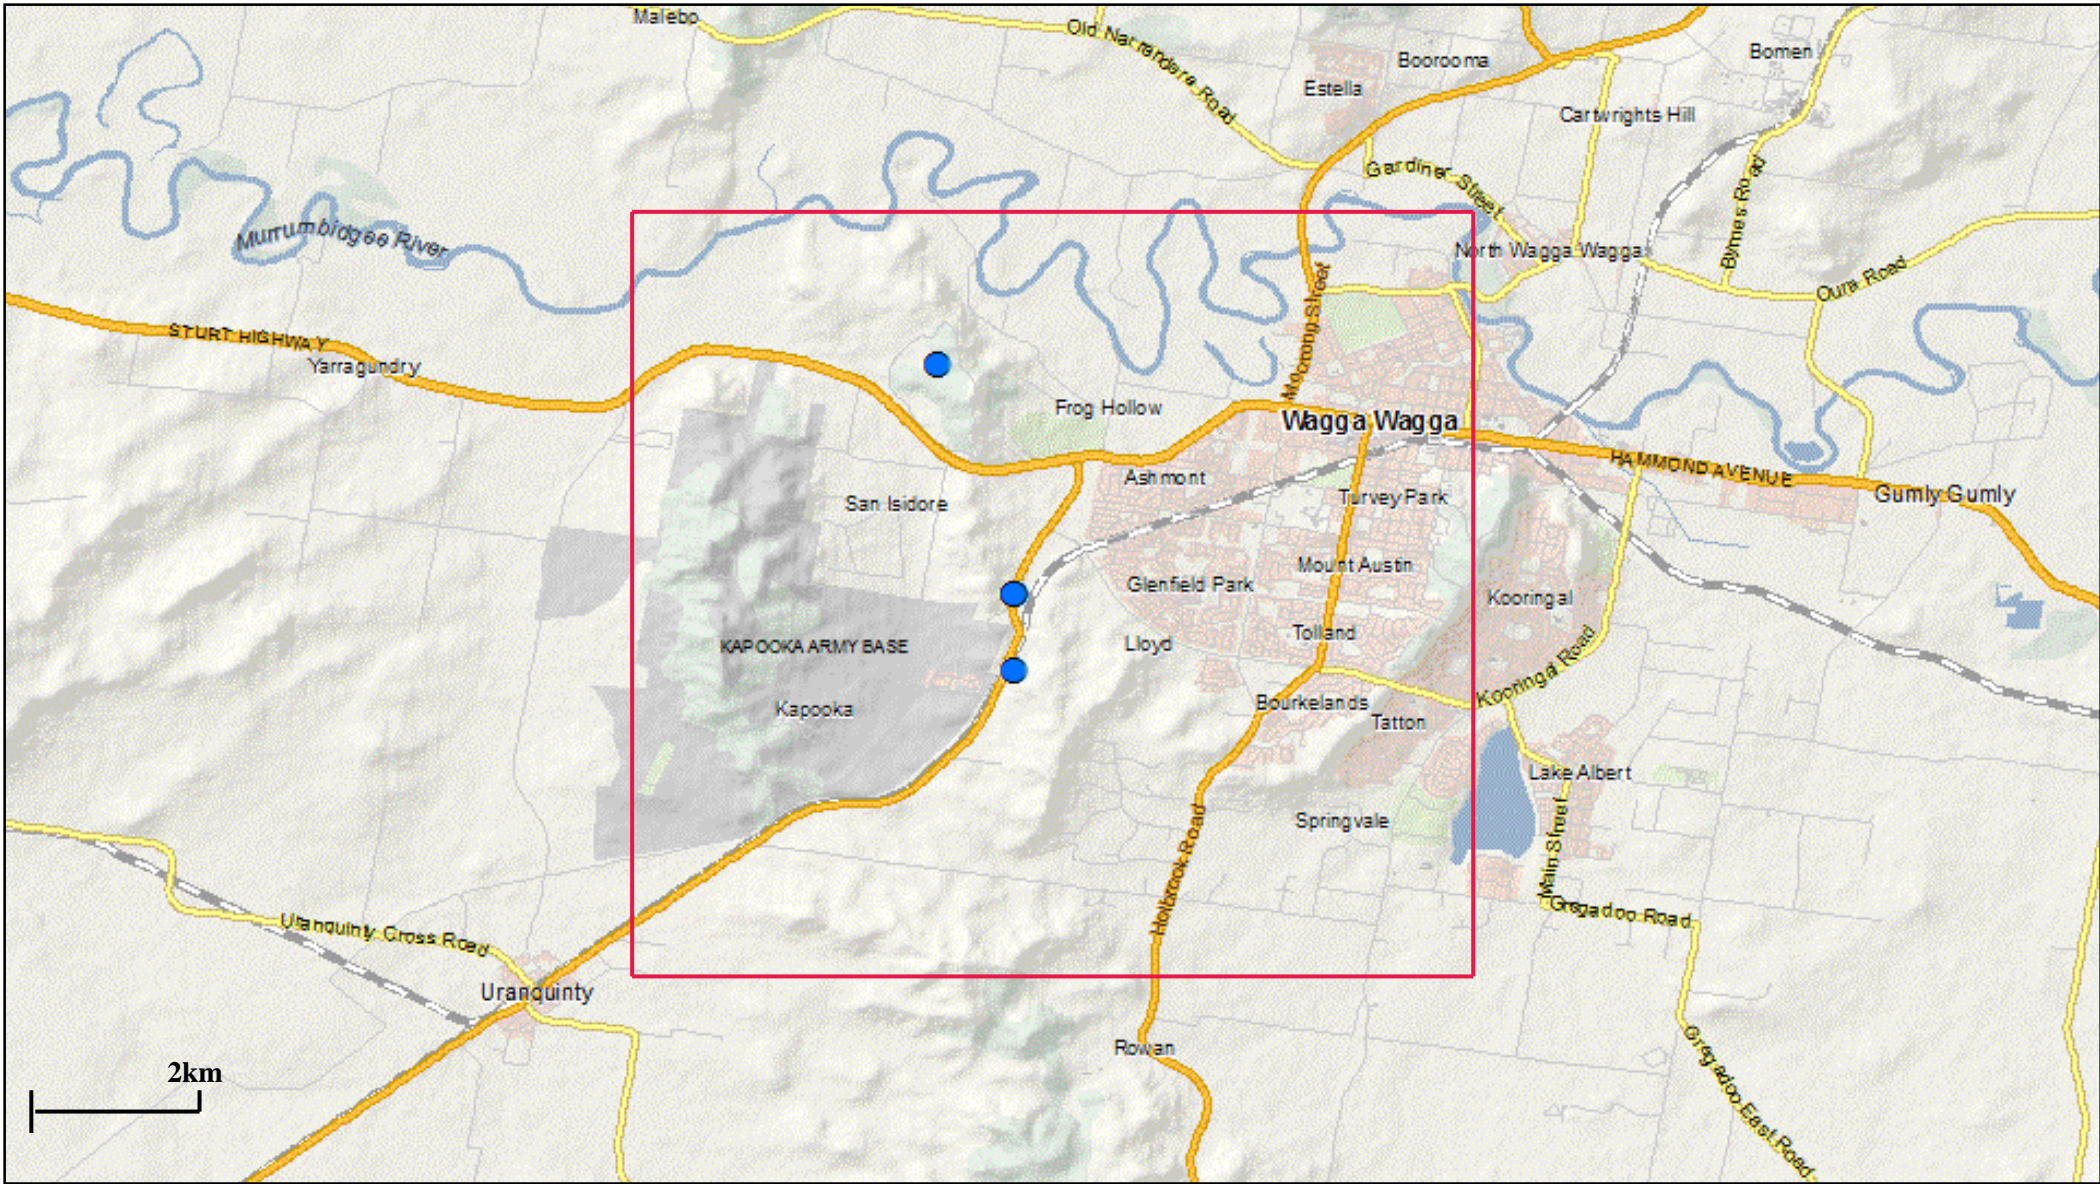 Malebo
Old Narrandera Road
Boorooma
Bomen
Estella
Cartwrights Hill
Gardiner Street
Byrnes Road
Murrumbidgee River
North Wagga Wagga
Oura Road
STURT HIGHWAY
Yarragundry
Moorong Street
Frog Hollow
Wagga Wagga
HAMMOND AVENUE
Gumly Gumly
Ashmont
San Isidore
Turvey Park
Mount Austin
Glenfield Park
Kooringal
Tolland
Lloyd
KAPOOKA ARMY BASE
Kooringal Road
Kapooka
Bourkelands
Tatton
Lake Albert
Springvale
Main Street
Holbrook Road
Gregadoo Road
Uranquinty Cross Road
Uranquinty
Rowan
Gregadoo East Road
2km